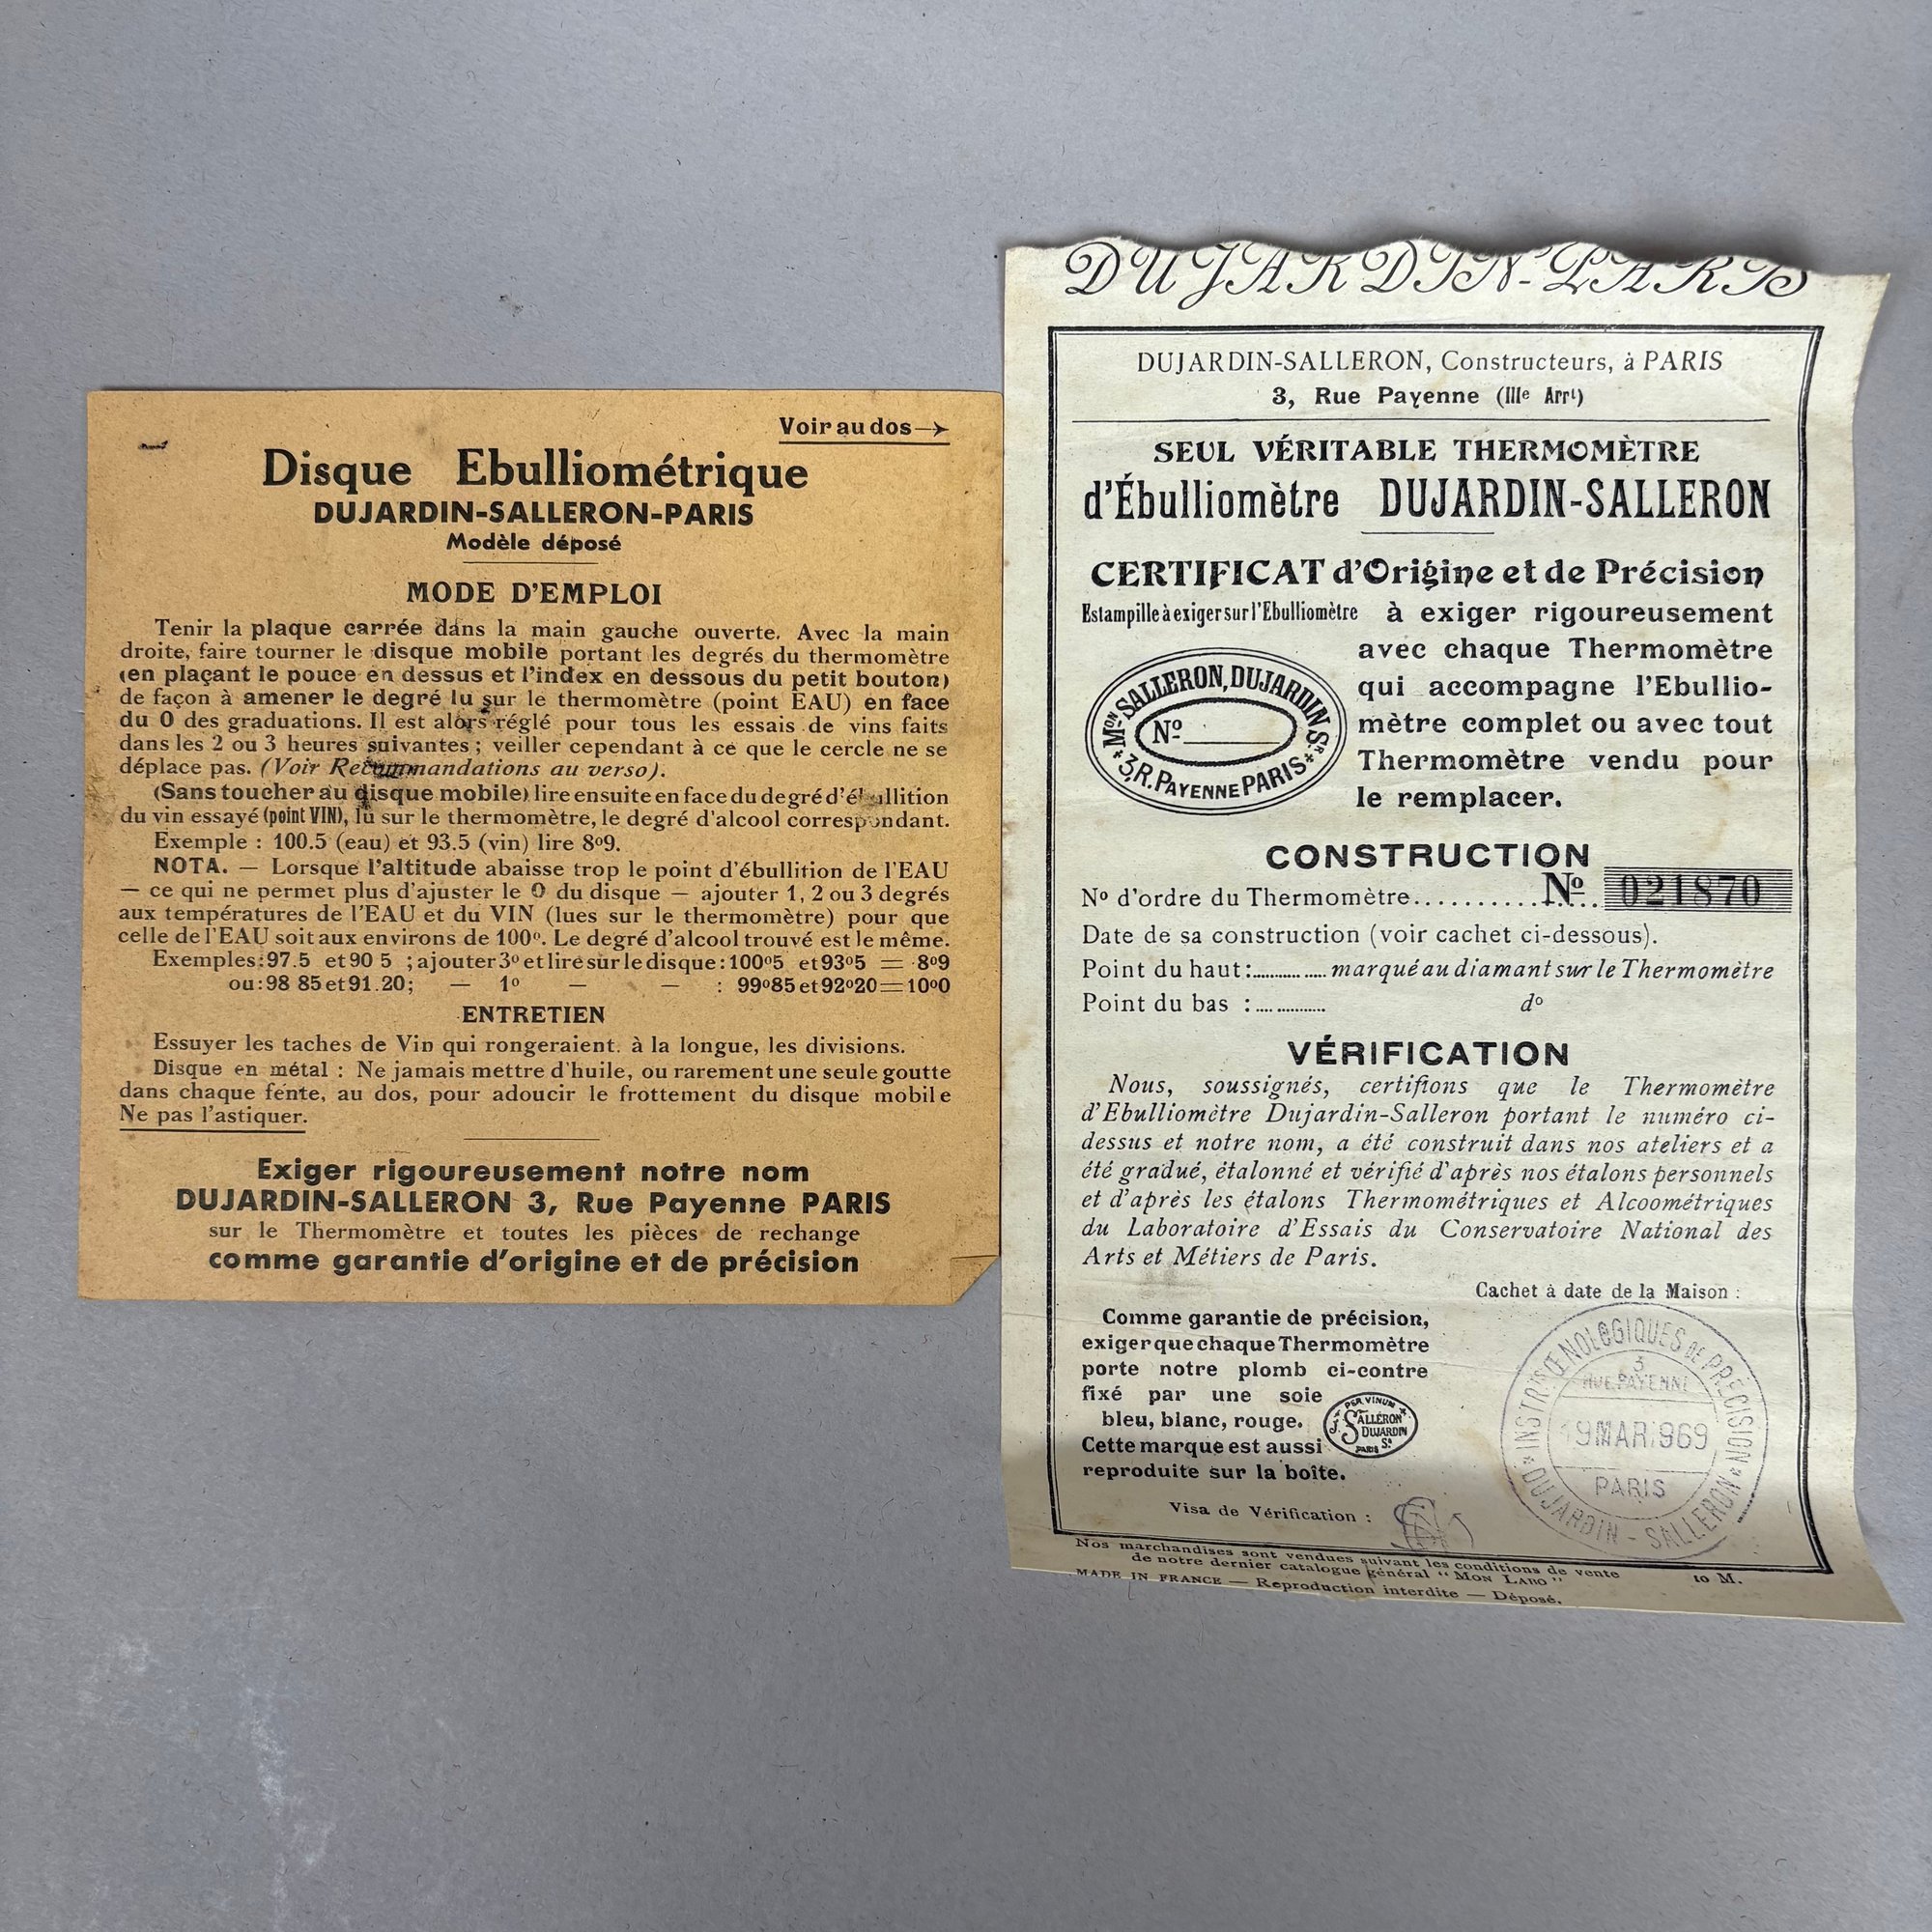 Voir au dos
Disque Ebulliométrique
DUJARDIN-SALLERON-PARIS
Modèle déposé
MODE D'EMPLOI
Tenir la plaque carrée dans la main gauche ouverte. Avec la main
droite, faire tourner le disque mobile portant les degrés du thermomètre
(en plaçant le pouce en dessus et l'index en dessous du petit bouton)
de façon à amener le degré lu sur le thermomètre (point EAU) en face
du 0 des graduations. Il est alors réglé pour tous les essais de vins faits
dans les 2 ou 3 heures suivantes ; veiller cependant à ce que le cercle ne se
déplace pas. (Voir Recommandations au verso).
(Sans toucher au disque mobile) lire ensuite en face du degré d'ébullition
du vin essayé (point VIN), lu sur le thermomètre, le degré d'alcool correspondant.
Exemple : 100.5 (eau) et 93.5 (vin) lire 8º9.
NOTA. — Lorsque l'altitude abaisse trop le point d'ébullition de l'EAU
— ce qui ne permet plus d'ajuster le 0 du disque — ajouter 1, 2 ou 3 degrés
aux températures de l'EAU et du VIN (lues sur le thermomètre) pour que
celle de l'EAU soit aux environs de 100º. Le degré d'alcool trouvé est le même.
Exemples : 97.5 et 90 5 ; ajouter 3º et lire sur le disque : 100º5 et 93º5 = 8º9
ou : 98 85 et 91.20 ; — 1º — — : 99º85 et 92º20 = 10º0
ENTRETIEN
Essuyer les taches de Vin qui rongeraient. à la longue, les divisions.
Disque en métal : Ne jamais mettre d'huile, ou rarement une seule goutte
dans chaque fente, au dos, pour adoucir le frottement du disque mobile
Ne pas l'astiquer.
Exiger rigoureusement notre nom
DUJARDIN-SALLERON 3, Rue Payenne PARIS
sur le Thermomètre et toutes les pièces de rechange
comme garantie d'origine et de précision
DUJARDIN-PARIS
DUJARDIN-SALLERON, Constructeurs, à PARIS
3, Rue Payenne (IIIe Arrt)
SEUL VÉRITABLE THERMOMÈTRE
d'Ébulliomètre DUJARDIN-SALLERON
CERTIFICAT d'Origine et de Précision
Estampille à exiger sur l'Ebulliomètre à exiger rigoureusement
avec chaque Thermomètre
qui accompagne l'Ebullio-
mètre complet ou avec tout
Thermomètre vendu pour
le remplacer.
Mon SALLERON, DUJARDIN Sr
Nº
3, R. PAYENNE PARIS
CONSTRUCTION
Nº d'ordre du Thermomètre.............. Nº 021870
Date de sa construction (voir cachet ci-dessous).
Point du haut :............ marqué au diamant sur le Thermomètre
Point du bas : ............ dº
VÉRIFICATION
Nous, soussignés, certifions que le Thermomètre
d'Ebulliomètre Dujardin-Salleron portant le numéro ci-
dessus et notre nom, a été construit dans nos ateliers et a
été gradué, étalonné et vérifié d'après nos étalons personnels
et d'après les étalons Thermométriques et Alcoométriques
du Laboratoire d'Essais du Conservatoire National des
Arts et Métiers de Paris.
Cachet à date de la Maison :
Comme garantie de précision,
exiger que chaque Thermomètre
porte notre plomb ci-contre
fixé par une soie
bleu, blanc, rouge.
Cette marque est aussi
reproduite sur la boîte.
PER VINUM
J. SALLERON
DUJARDIN
PARIS Sr
INSTRts ŒNOLOGIQUES DE PRÉCISION
3
RUE PAYENNE
19 MAR 1969
PARIS
DUJARDIN - SALLERON
Visa de Vérification :
Nos marchandises sont vendues suivant les conditions de vente
de notre dernier catalogue général “MON LABO”
10 M.
MADE IN FRANCE — Reproduction interdite — Déposé.